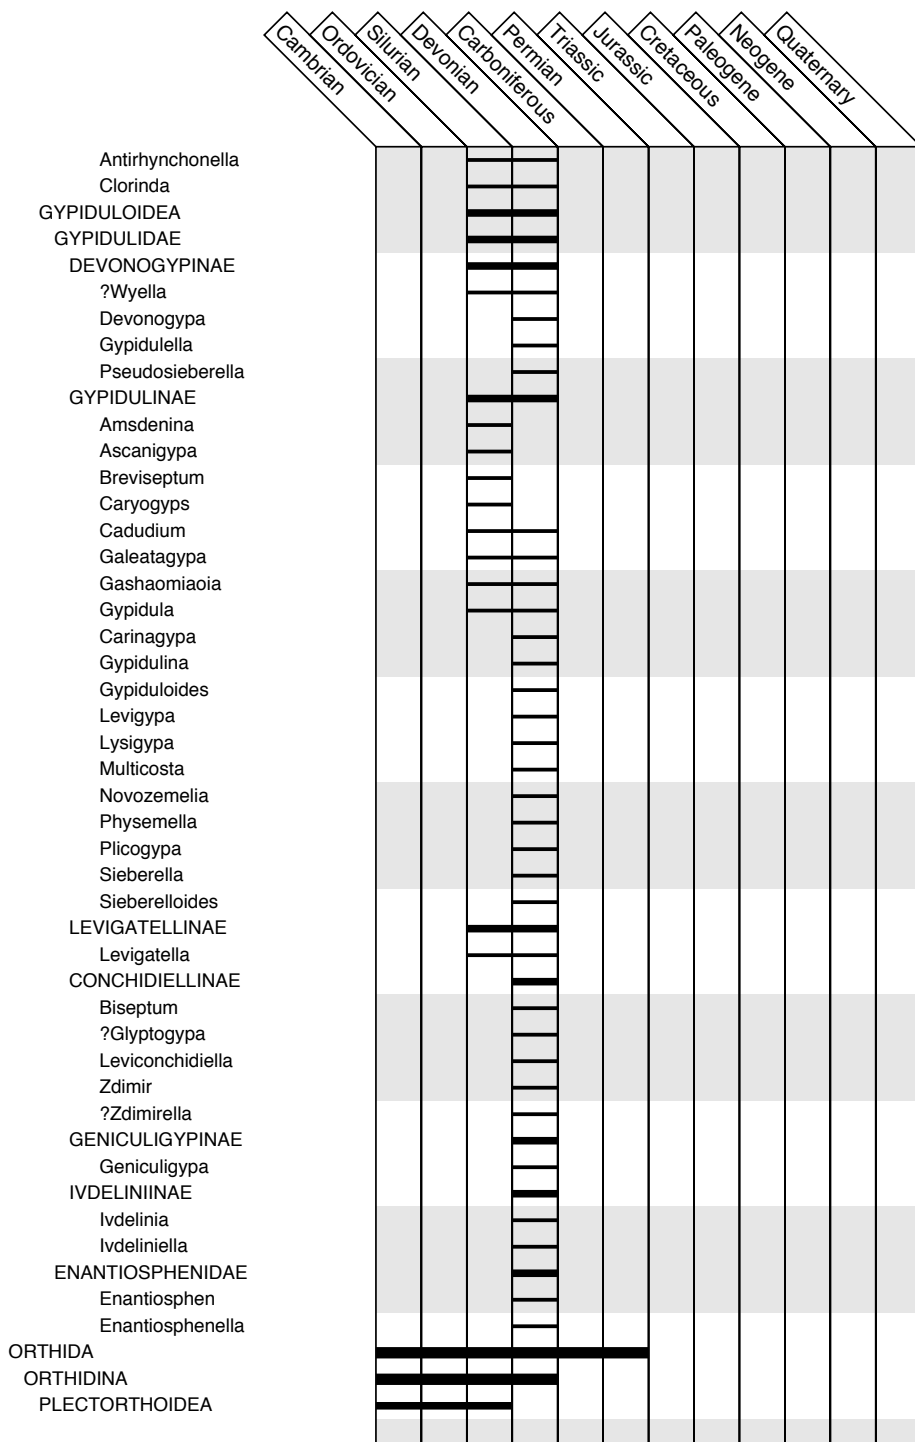 Cambrian
Ordovician
Silurian
Devonian
Carboniferous
Permian
Triassic
Jurassic
Cretaceous
Paleogene
Neogene
Quaternary
Antirhynchonella
Clorinda
GYPIDULOIDEA
GYPIDULIDAE
DEVONOGYPINAE
?Wyella
Devonogypa
Gypidulella
Pseudosieberella
GYPIDULINAE
Amsdenina
Ascanigypa
Breviseptum
Caryogyps
Cadudium
Galeatagypa
Gashaomiaoia
Gypidula
Carinagypa
Gypidulina
Gypiduloides
Levigypa
Lysigypa
Multicosta
Novozemelia
Physemella
Plicogypa
Sieberella
Sieberelloides
LEVIGATELLINAE
Levigatella
CONCHIDIELLINAE
Biseptum
?Glyptogypa
Leviconchidiella
Zdimir
?Zdimirella
GENICULIGYPINAE
Geniculigypa
IVDELINIINAE
Ivdelinia
Ivdeliniella
ENANTIOSPHENIDAE
Enantiosphen
Enantiosphenella
ORTHIDA
ORTHIDINA
PLECTORTHOIDEA